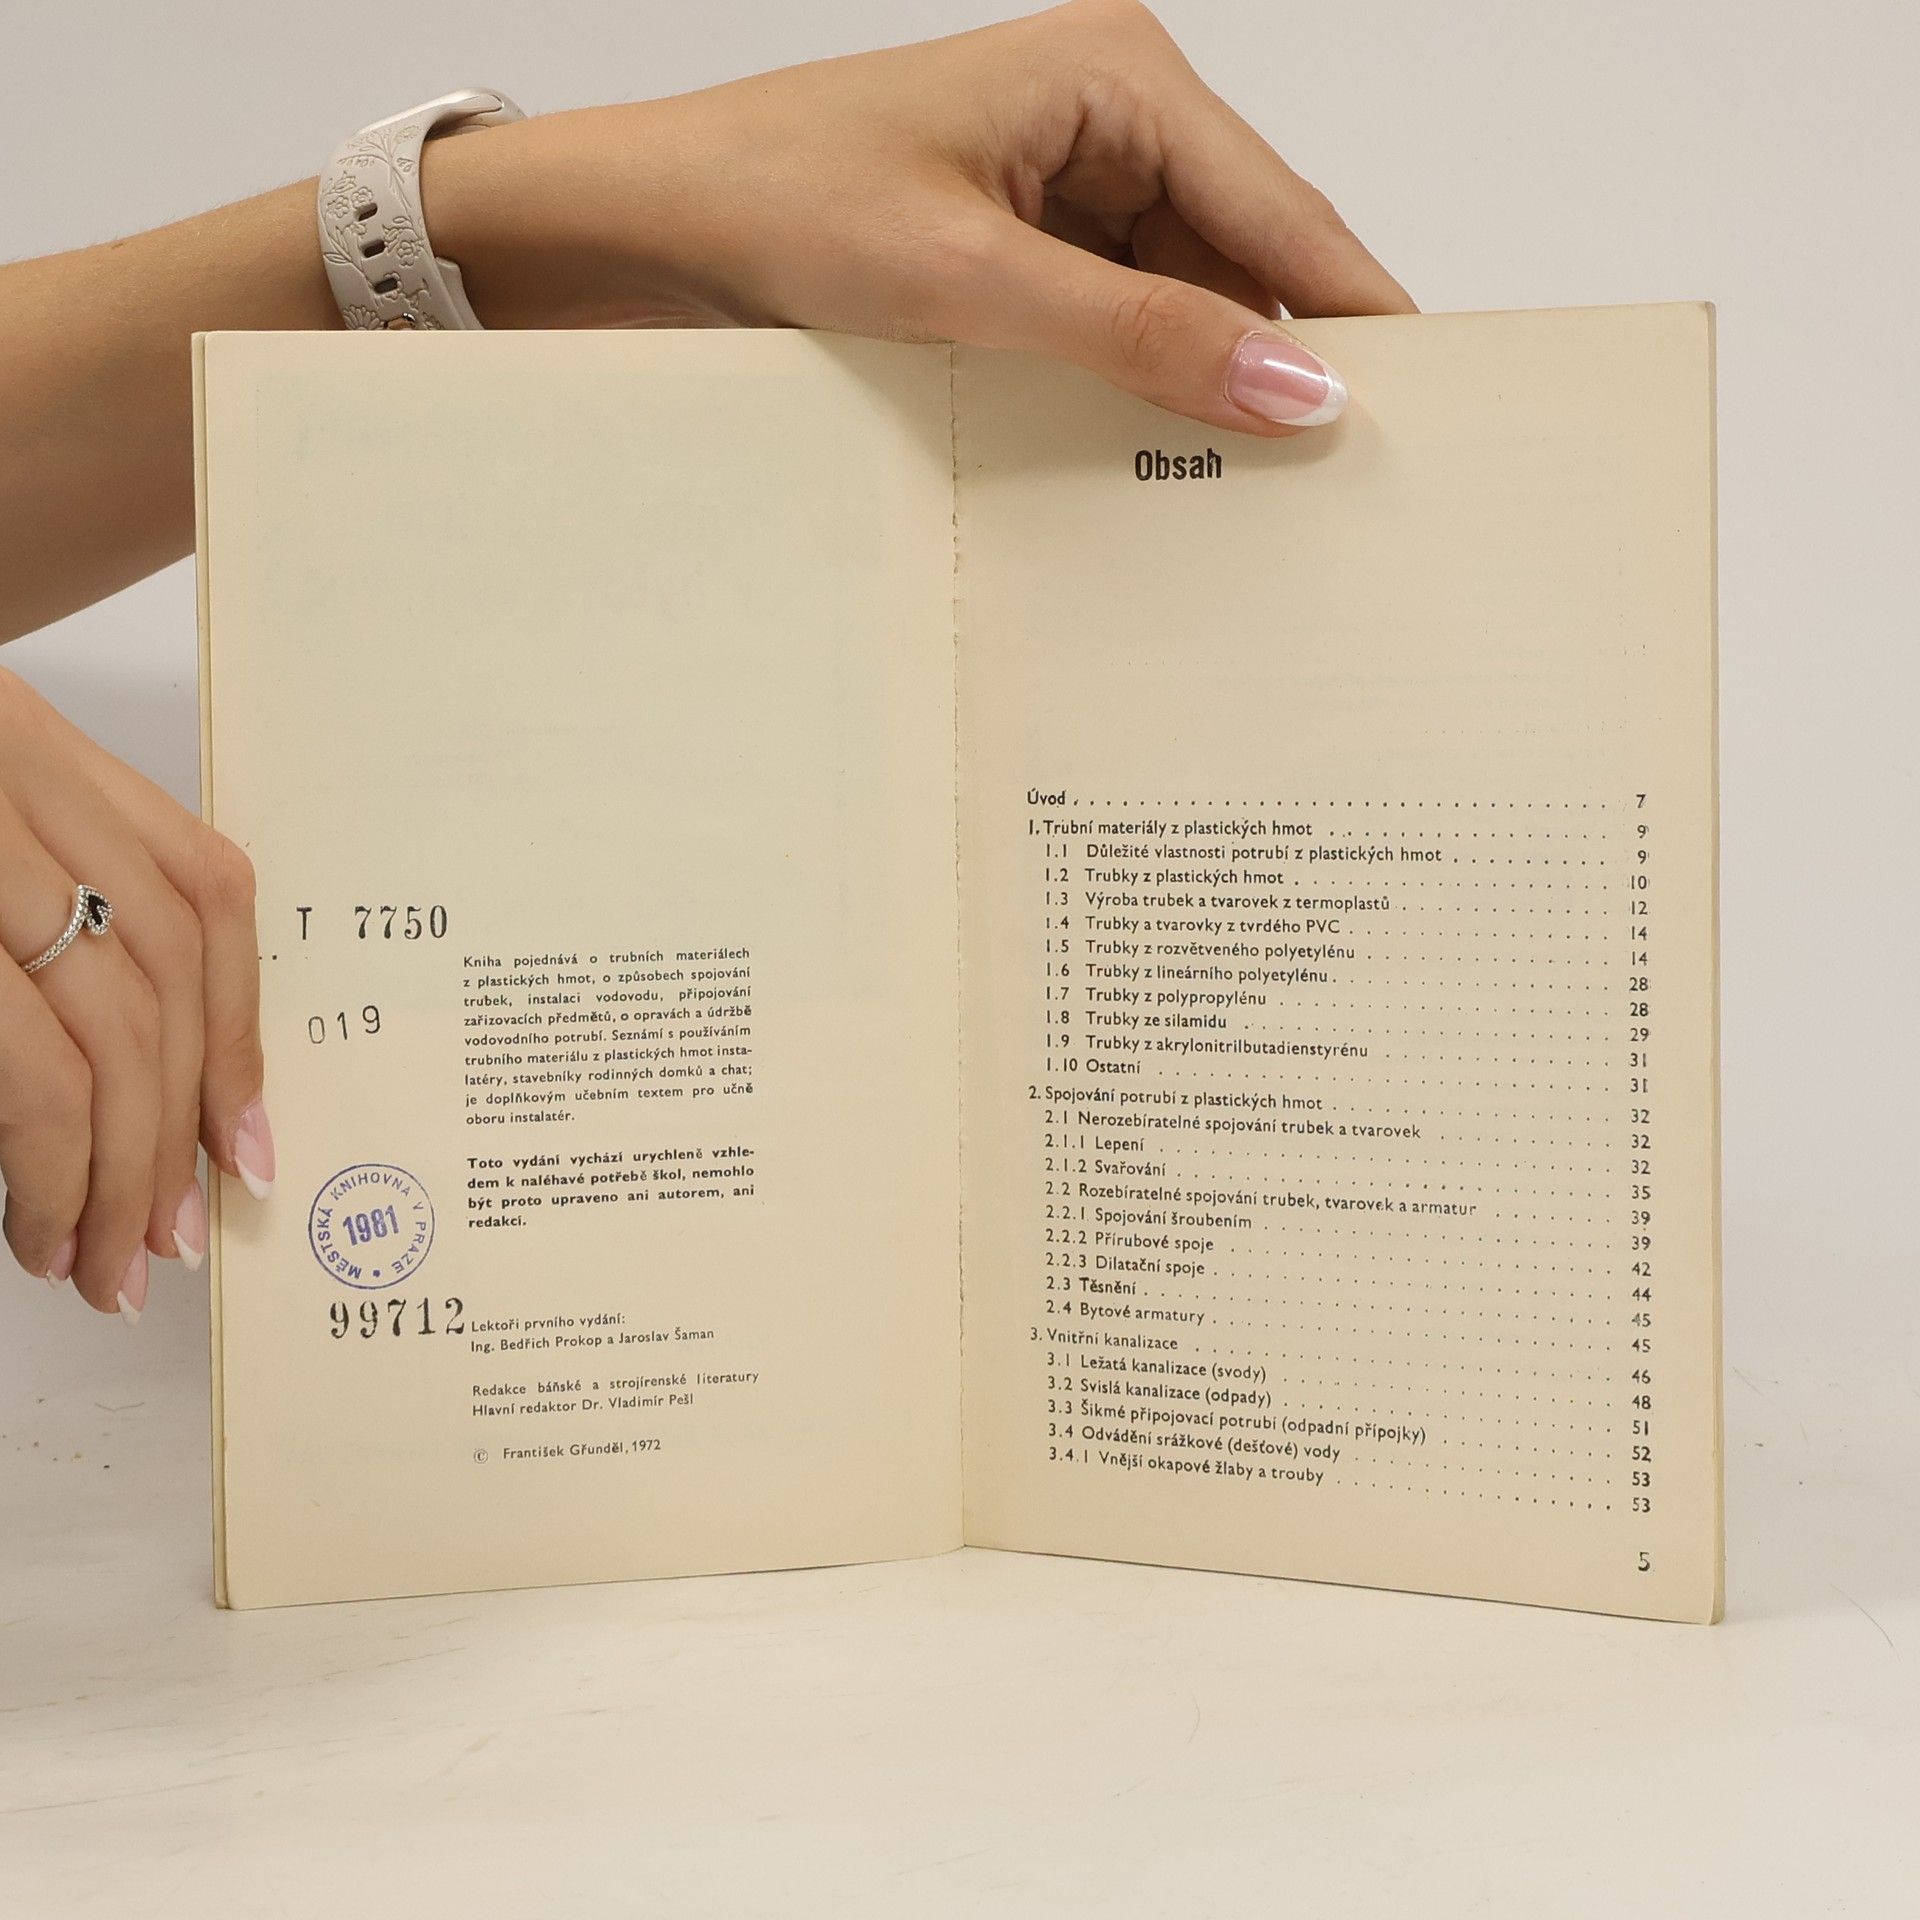 T 7750
019
Kniha pojednává o trubních materiálech
z plastických hmot, o způsobech spojování
trubek, instalaci vodovodu, připojování
zařizovacích předmětů, o opravách a údržbě
vodovodního potrubí. Seznámí s používáním
trubního materiálu z plastických hmot insta-
latéry, stavebníky rodinných domků a chat;
je doplňkovým učebním textem pro učně
oboru instalatér.
Toto vydání vychází urychleně vzhle-
dem k naléhavé potřebě škol, nemohlo
být proto upraveno ani autorem, ani
redakcí.
MĚSTSKÁ KNIHOVNA V PRAZE
1981
99712
Lektoři prvního vydání:
Ing. Bedřich Prokop a Jaroslav Šaman
Redakce báňské a strojírenské literatury
Hlavní redaktor Dr. Vladimír Pešl
© František Gřunděl, 1972
Obsah
Úvod . . . . 7
1. Trubní materiály z plastických hmot . . . . 9
1.1 Důležité vlastnosti potrubí z plastických hmot . . . . 9
1.2 Trubky z plastických hmot . . . . 10
1.3 Výroba trubek a tvarovek z termoplastů . . . . 12
1.4 Trubky a tvarovky z tvrdého PVC . . . . 14
1.5 Trubky z rozvětveného polyetylénu . . . . 14
1.6 Trubky z lineárního polyetylénu . . . . 28
1.7 Trubky z polypropylénu . . . . 28
1.8 Trubky ze silamidu . . . . 29
1.9 Trubky z akrylonitrilbutadienstyrénu . . . . 31
1.10 Ostatní . . . . 31
2. Spojování potrubí z plastických hmot . . . . 32
2.1 Nerozebíratelné spojování trubek a tvarovek . . . . 32
2.1.1 Lepení . . . . 32
2.1.2 Svařování . . . . 35
2.2 Rozebíratelné spojování trubek, tvarovek a armatur . . . . 39
2.2.1 Spojování šroubením . . . . 39
2.2.2 Přírubové spoje . . . . 42
2.2.3 Dilatační spoje . . . . 44
2.3 Těsnění . . . . 45
2.4 Bytové armatury . . . . 45
3. Vnitřní kanalizace . . . . 46
3.1 Ležatá kanalizace (svody) . . . . 48
3.2 Svislá kanalizace (odpady) . . . . 51
3.3 Šikmé připojovací potrubí (odpadní přípojky) . . . . 52
3.4 Odvádění srážkové (dešťové) vody . . . . 53
3.4.1 Vnější okapové žlaby a trouby . . . . 53
5